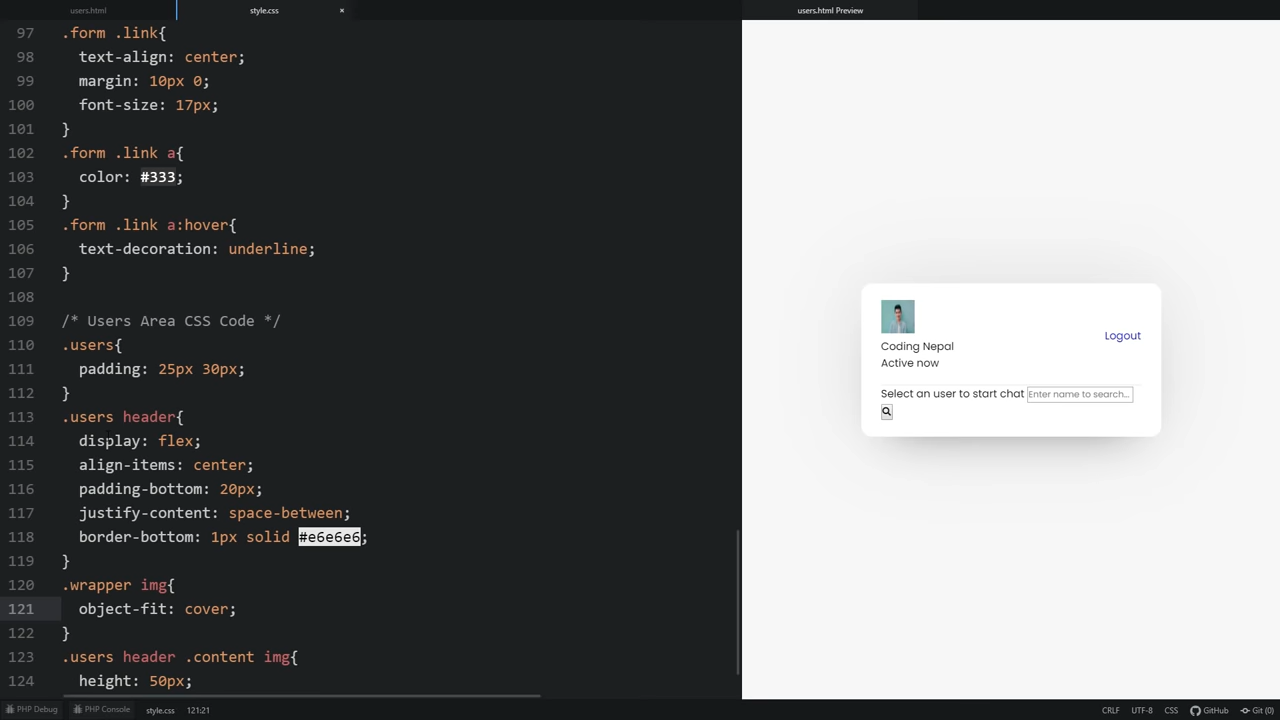 users.html
style.css
×
users.html Preview
97 .form .link{
98 text-align: center;
99 margin: 10px 0;
100 font-size: 17px;
101 }
102 .form .link a{
103 color: #333;
104 }
105 .form .link a:hover{
106 text-decoration: underline;
107 }
108
109 /* Users Area CSS Code */
110 .users{
111 padding: 25px 30px;
112 }
113 .users header{
114 display: flex;
115 align-items: center;
116 padding-bottom: 20px;
117 justify-content: space-between;
118 border-bottom: 1px solid #e6e6e6;
119 }
120 .wrapper img{
121 object-fit: cover;
122 }
123 .users header .content img{
124 height: 50px;
Logout
Coding Nepal
Active now
Select an user to start chat Enter name to search...
PHP Debug PHP Console style.css 121:21 CRLF UTF-8 CSS GitHub Git (0)